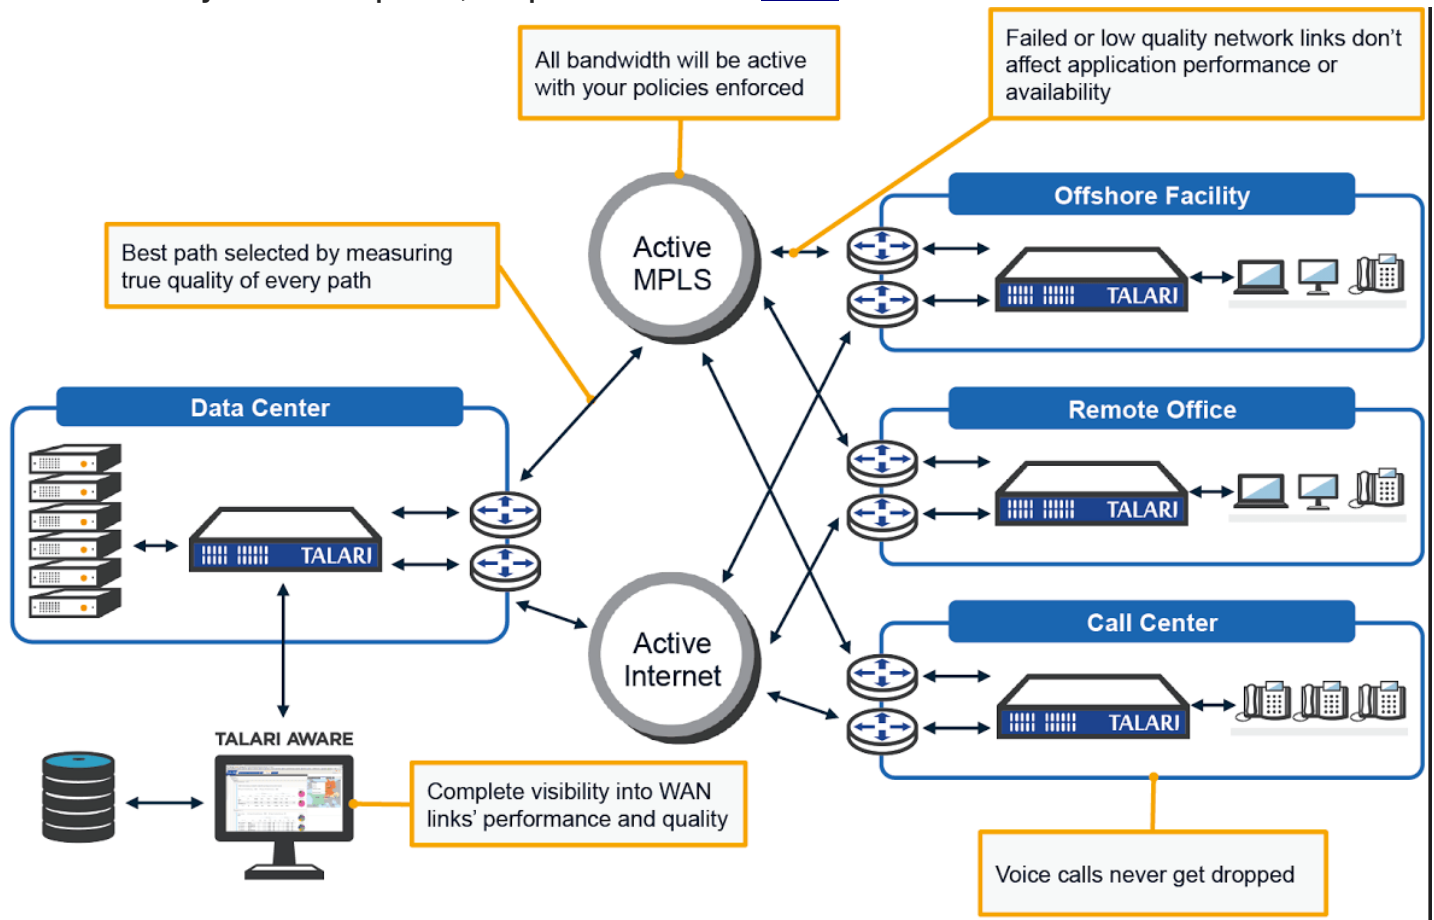 All bandwidth will be active
with your policies enforced
Failed or low quality network links don't
affect application performance or
availability
Offshore Facility
Best path selected by measuring
true quality of every path
Active
MPLS
TALARI
Data Center
Remote Office
TALARI
TALARI
Active
Internet
Call Center
TALARI
TALARI AWARE
Complete visibility into WAN
links' performance and quality
Voice calls never get dropped